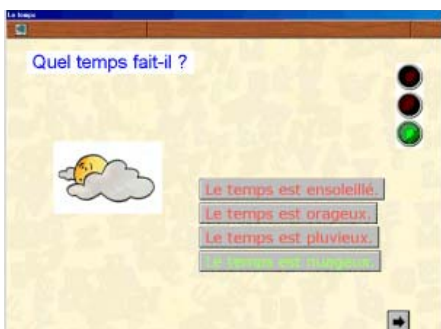 Le temps
Quel temps fait-il ?
Le temps est ensoleillé.
Le temps est orageux.
Le temps est pluvieux.
Le temps est nuageux.